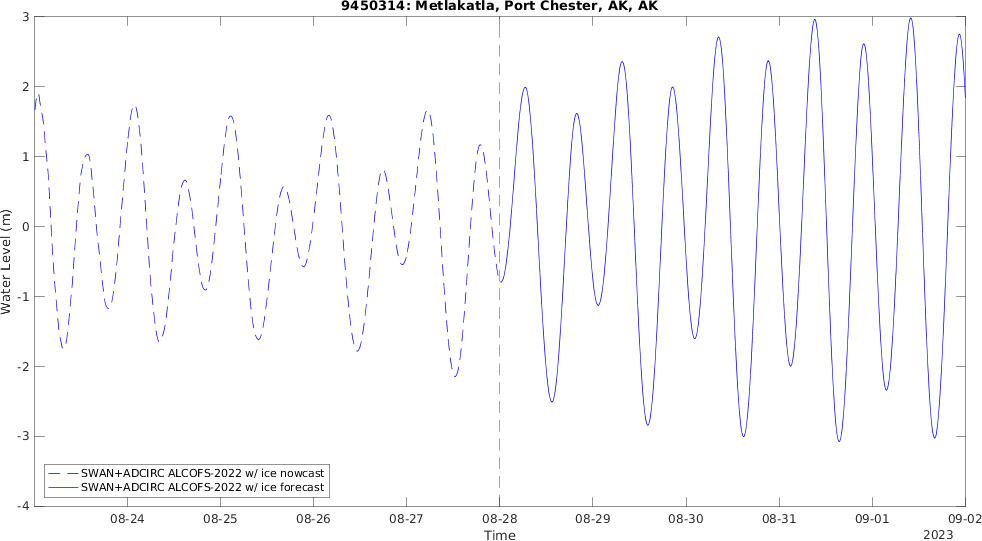 9450314: Metlakatla, Port Chester, AK, AK
3
2
1
0
-1
-2
-3
-4
Water Level (m)
SWAN+ADCIRC ALCOFS-2022 w/ ice nowcast
SWAN+ADCIRC ALCOFS-2022 w/ ice forecast
08-24 08-25 08-26 08-27 08-28 08-29 08-30 08-31 09-01 09-02
Time
2023